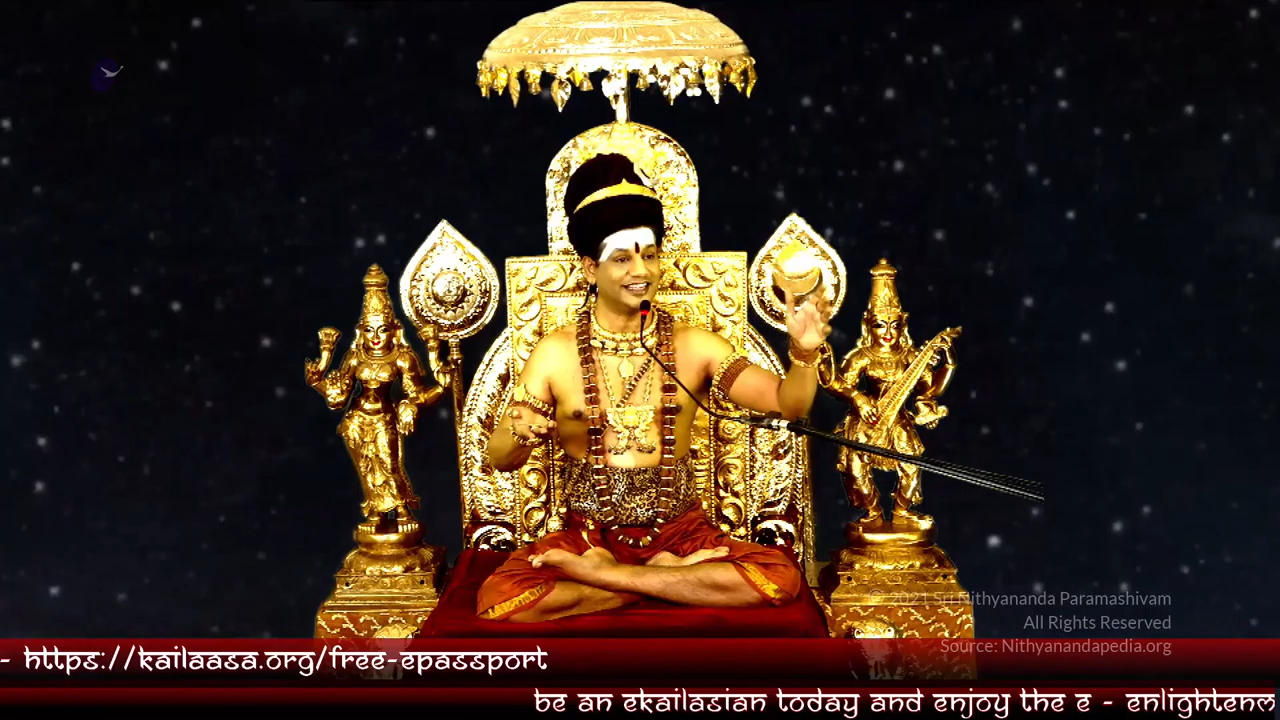 © 2021 Sri Nithyananda Paramashivam
All Rights Reserved
Source: Nithyanandapedia.org
- https://kailaasa.org/free-epassport
be an ekailasian today and enjoy the e - enlightenm